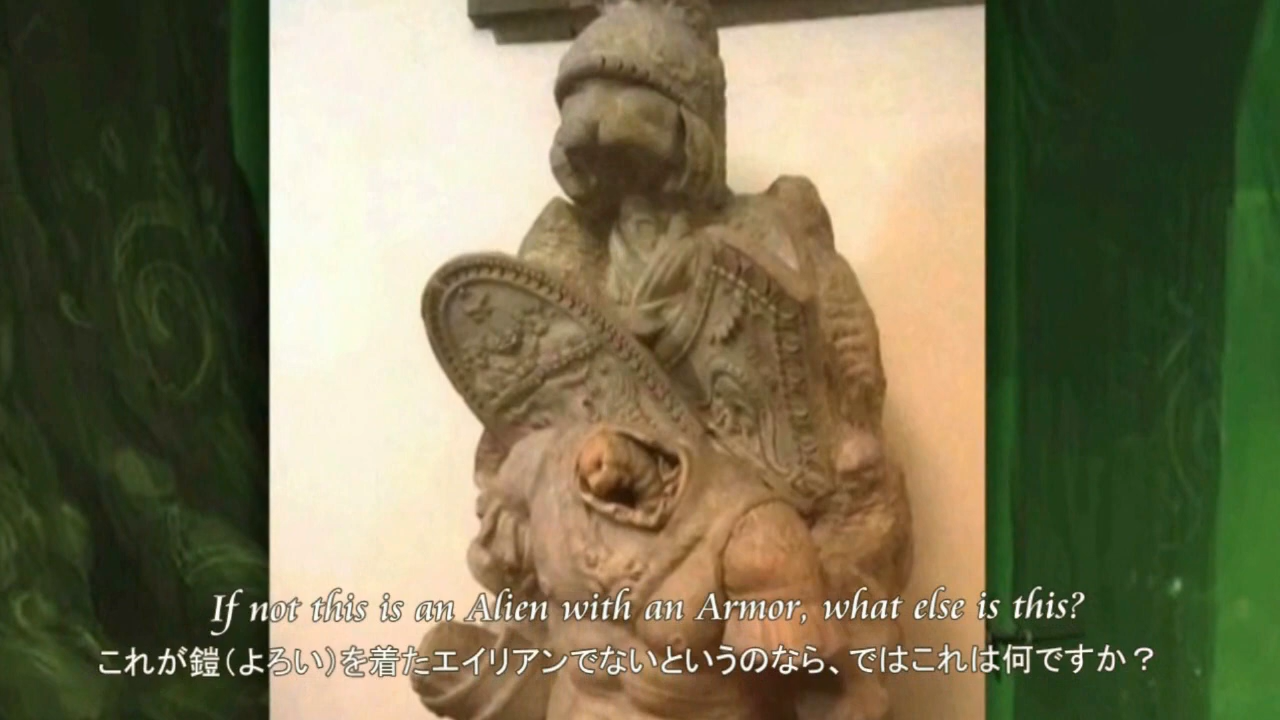 If not this is an Alien with an Armor, what else is this?
これが鎧（よろい）を着たエイリアンでないというのなら、ではこれは何ですか？